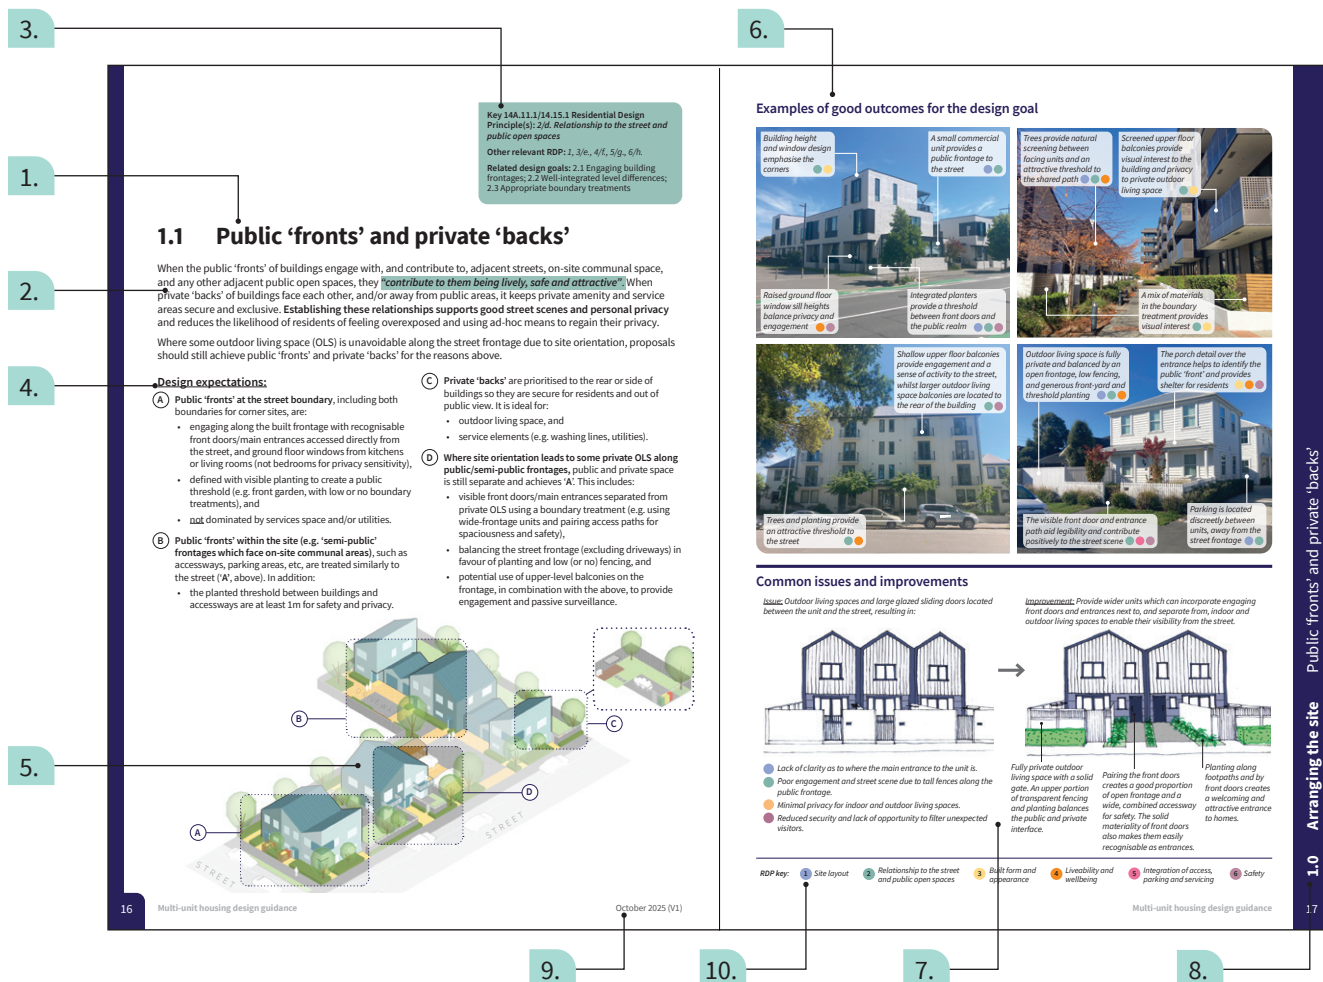 3.
6.
1.
2.
4.
5.
9.
10.
7.
8.
Key 14A.11.1/14.15.1 Residential Design
Principle(s): 2/d. Relationship to the street and
public open spaces
Other relevant RDP: 1, 3/e., 4/f., 5/g., 6/h.
Related design goals: 2.1 Engaging building
frontages; 2.2 Well-integrated level differences;
2.3 Appropriate boundary treatments
1.1 Public ‘fronts’ and private ‘backs’
When the public ‘fronts’ of buildings engage with, and contribute to, adjacent streets, on-site communal space,
and any other adjacent public open spaces, they “contribute to them being lively, safe and attractive”. When
private ‘backs’ of buildings face each other, and/or away from public areas, it keeps private amenity and service
areas secure and exclusive. Establishing these relationships supports good street scenes and personal privacy
and reduces the likelihood of residents of feeling overexposed and using ad-hoc means to regain their privacy.
Where some outdoor living space (OLS) is unavoidable along the street frontage due to site orientation, proposals
should still achieve public ‘fronts’ and private ‘backs’ for the reasons above.
Design expectations:
A Public ‘fronts’ at the street boundary, including both
boundaries for corner sites, are:
• engaging along the built frontage with recognisable
front doors/main entrances accessed directly from
the street, and ground floor windows from kitchens
or living rooms (not bedrooms for privacy sensitivity),
• defined with visible planting to create a public
threshold (e.g. front garden, with low or no boundary
treatments), and
• not dominated by services space and/or utilities.
B Public ‘fronts’ within the site (e.g. ‘semi-public’
frontages which face on-site communal areas), such as
accessways, parking areas, etc, are treated similarly to
the street (‘A’, above). In addition:
• the planted threshold between buildings and
accessways are at least 1m for safety and privacy.
C Private ‘backs’ are prioritised to the rear or side of
buildings so they are secure for residents and out of
public view. It is ideal for:
• outdoor living space, and
• service elements (e.g. washing lines, utilities).
D Where site orientation leads to some private OLS along
public/semi-public frontages, public and private space
is still separate and achieves ‘A’. This includes:
• visible front doors/main entrances separated from
private OLS using a boundary treatment (e.g. using
wide-frontage units and pairing access paths for
spaciousness and safety),
• balancing the street frontage (excluding driveways) in
favour of planting and low (or no) fencing, and
• potential use of upper-level balconies on the
frontage, in combination with the above, to provide
engagement and passive surveillance.
B
C
D
A
STREET
STREET
16
Multi-unit housing design guidance
October 2025 (V1)
Examples of good outcomes for the design goal
Building height
and window design
emphasise the
corners
A small commercial
unit provides a
public frontage to
the street
Raised ground floor
window sill heights
balance privacy and
engagement
Integrated planters
provide a threshold
between front doors and
the public realm
Trees provide natural
screening between
facing units and an
attractive threshold to
the shared path
Screened upper floor
balconies provide
visual interest to the
building and privacy
to private outdoor
living space
A mix of materials
in the boundary
treatment provides
visual interest
Shallow upper floor balconies
provide engagement and a
sense of activity to the street,
whilst larger outdoor living
space balconies are located to
the rear of the building
Trees and planting provide
an attractive threshold to
the street
Outdoor living space is fully
private and balanced by an
open frontage, low fencing,
and generous front-yard and
threshold planting
The porch detail over the
entrance helps to identify the
public ‘front’ and provides
shelter for residents
The visible front door and entrance
path aid legibility and contribute
positively to the street scene
Parking is located
discreetly between
units, away from the
street frontage
Common issues and improvements
Issue: Outdoor living spaces and large glazed sliding doors located
between the unit and the street, resulting in:
Improvement: Provide wider units which can incorporate engaging
front doors and entrances next to, and separate from, indoor and
outdoor living spaces to enable their visibility from the street.
Lack of clarity as to where the main entrance to the unit is.
Poor engagement and street scene due to tall fences along the
public frontage.
Minimal privacy for indoor and outdoor living spaces.
Reduced security and lack of opportunity to filter unexpected
visitors.
Fully private outdoor
living space with a solid
gate. An upper portion
of transparent fencing
and planting balances
the public and private
interface.
Pairing the front doors
creates a good proportion
of open frontage and a
wide, combined accessway
for safety. The solid
materiality of front doors
also makes them easily
recognisable as entrances.
Planting along
footpaths and by
front doors creates
a welcoming and
attractive entrance
to homes.
RDP key:
1 Site layout
2 Relationship to the street
and public open spaces
3 Built form and
appearance
4 Liveability and
wellbeing
5 Integration of access,
parking and servicing
6 Safety
Multi-unit housing design guidance
17
1.0 Arranging the site Public ‘fronts’ and private ‘backs’